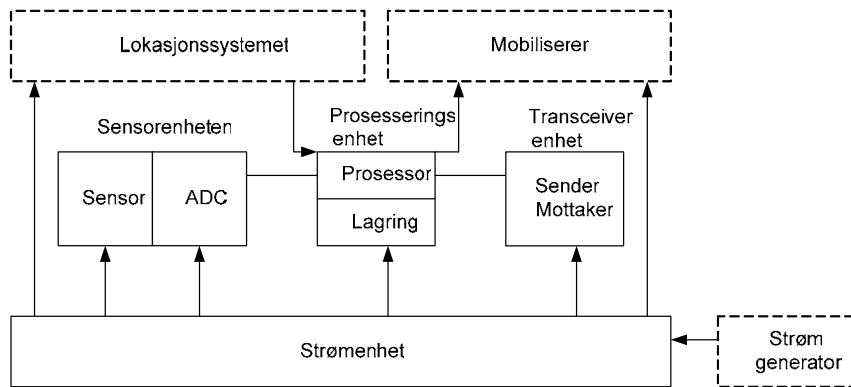 Lokasjonssystemet
Mobiliserer
Sensorenheten
Prosesserings
enhet
Transceiver
enhet
Sensor
ADC
Prosessor
Lagring
Sender
Mottaker
Strømenhet
Strøm
generator